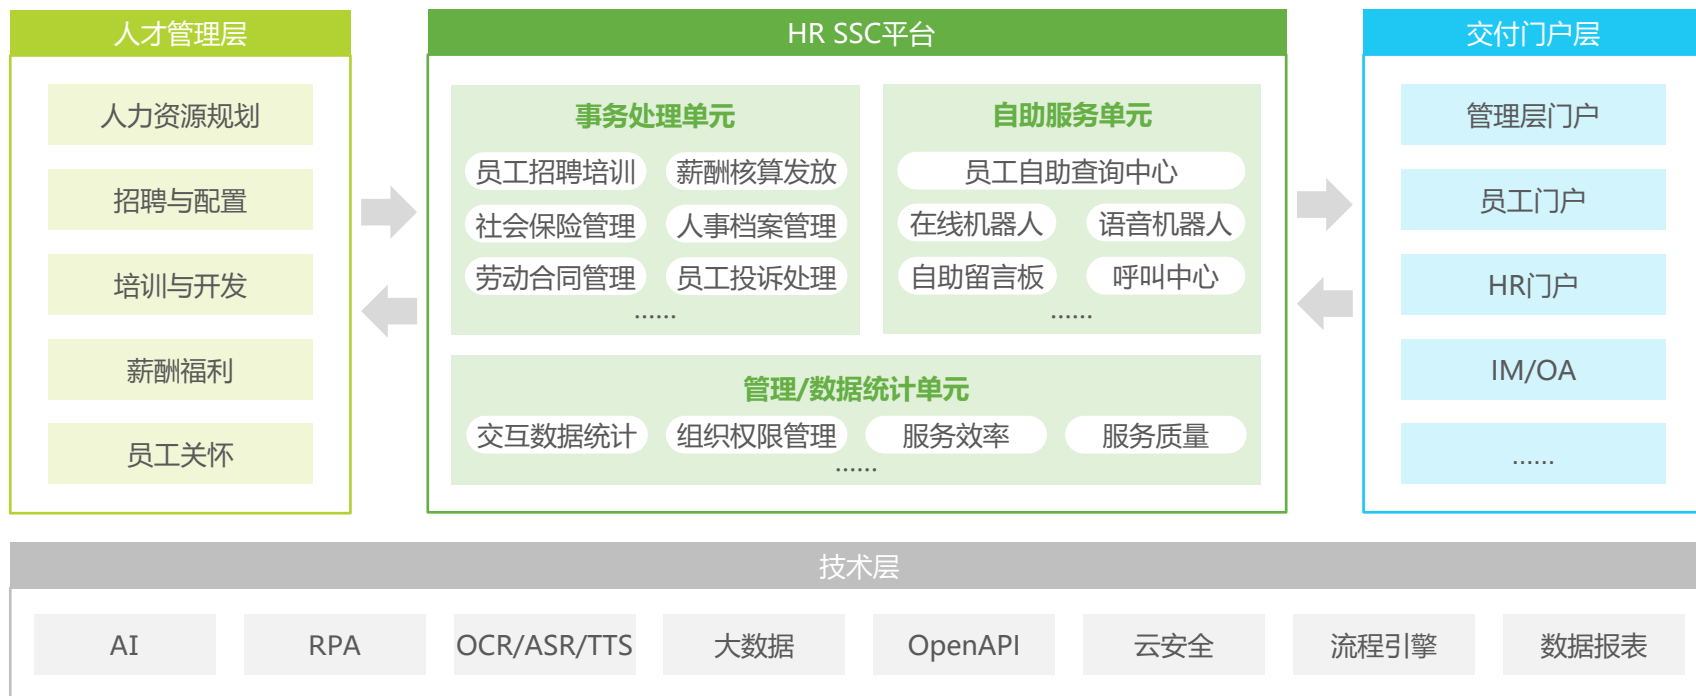 人才管理层
人力资源规划
招聘与配置
培训与开发
薪酬福利
员工关怀
HR SSC平台
事务处理单元
员工招聘培训 薪酬核算发放
社会保险管理 人事档案管理
劳动合同管理 员工投诉处理
……
自助服务单元
员工自助查询中心
在线机器人 语音机器人
自助留言板 呼叫中心
……
管理/数据统计单元
交互数据统计 组织权限管理 服务效率 服务质量
……
交付门户层
管理层门户
员工门户
HR门户
IM/OA
……
技术层
AI RPA OCR/ASR/TTS 大数据 OpenAPI 云安全 流程引擎 数据报表